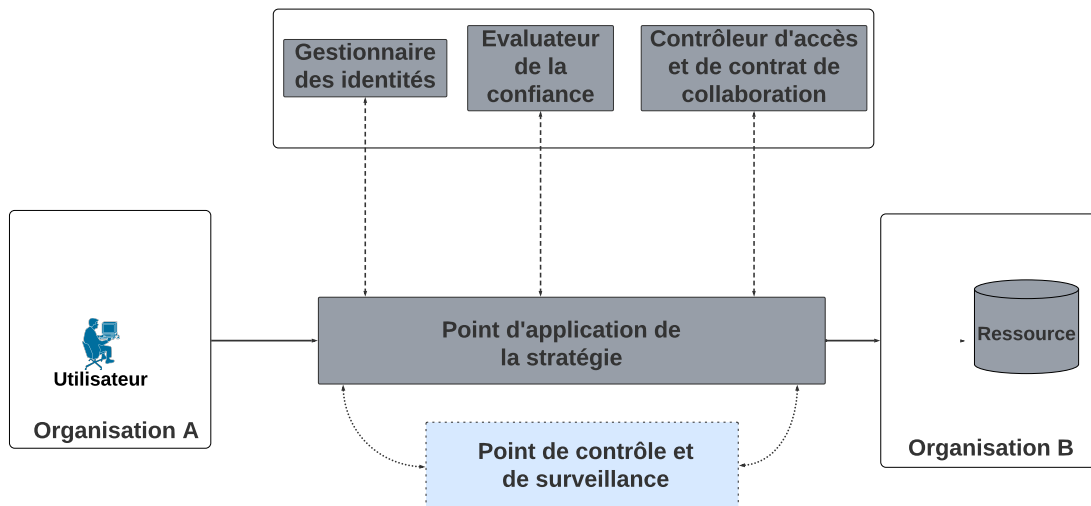 Gestionnaire
des identités
Evaluateur
de la
confiance
Contrôleur d'accès
et de contrat de
collaboration
Point d'application de
la stratégie
Utilisateur
Organisation A
Ressource
Organisation B
Point de contrôle et
de surveillance